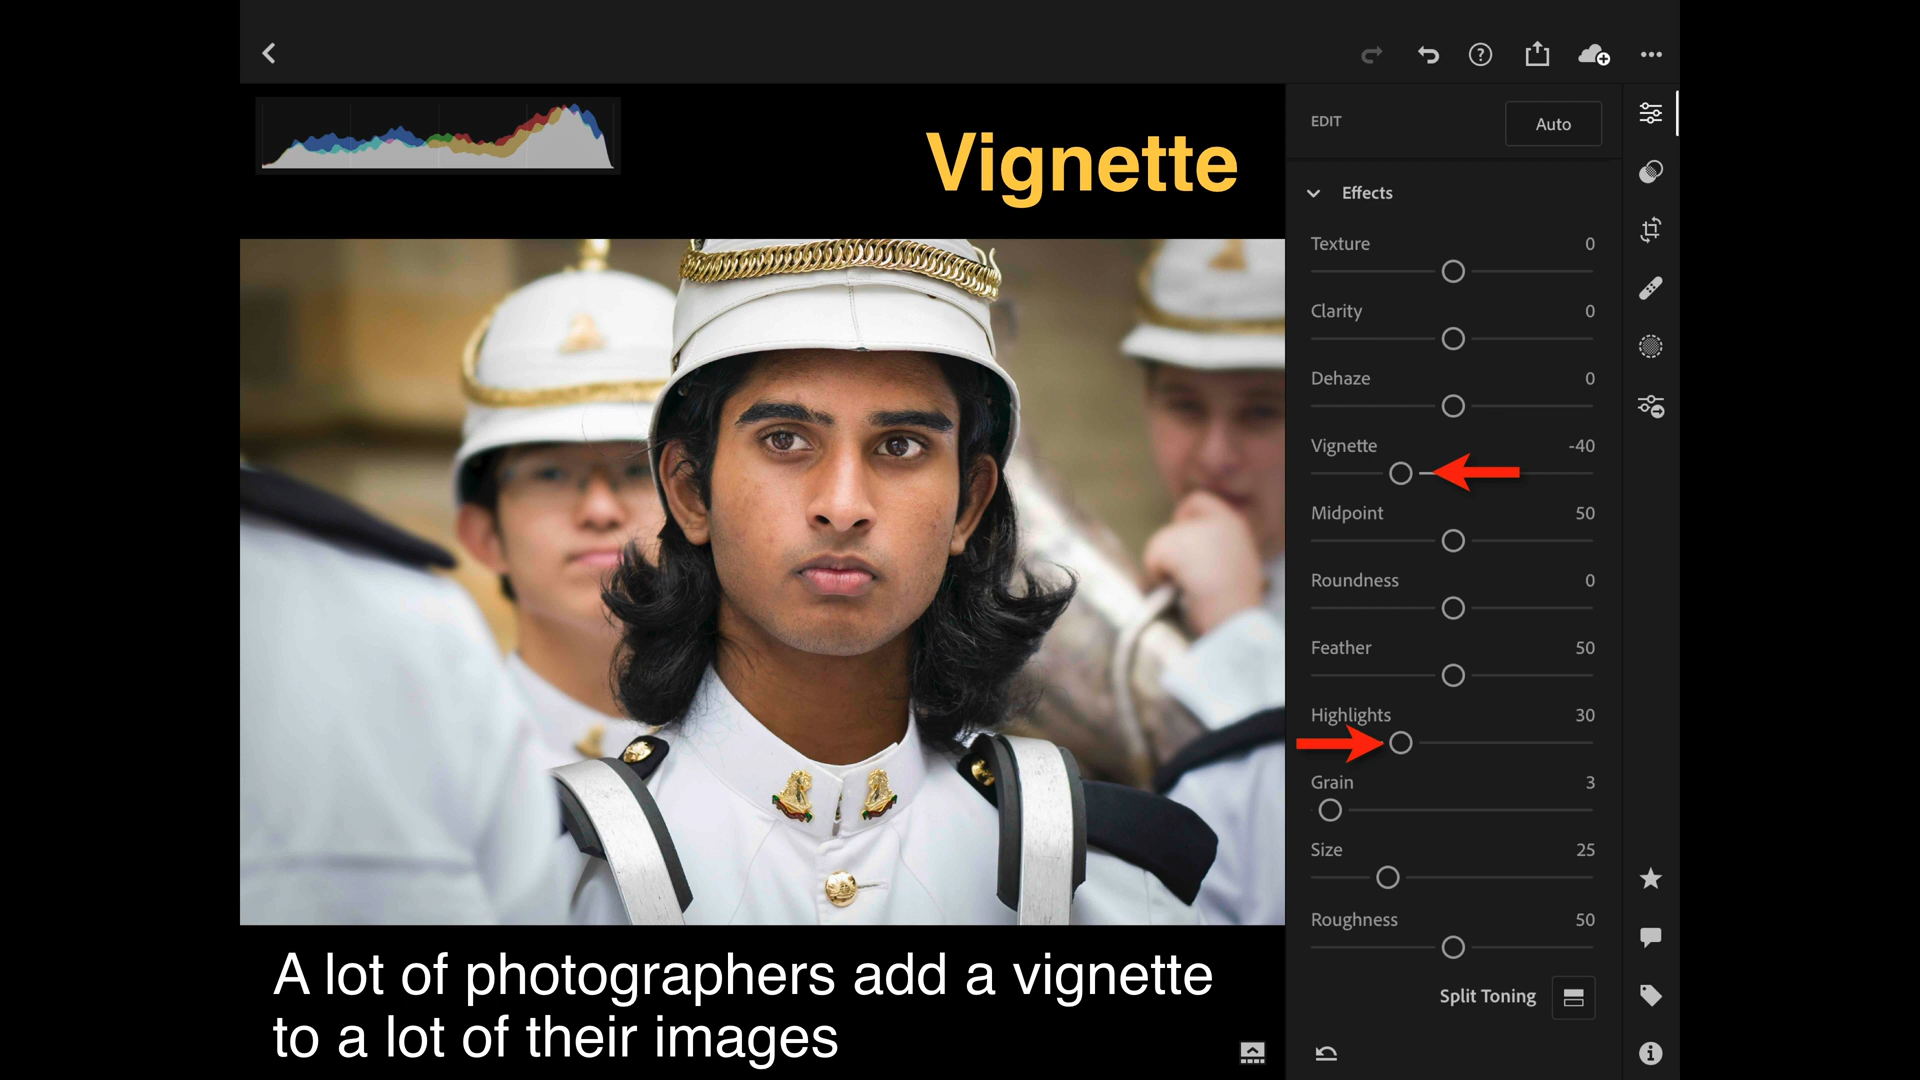 Vignette
A lot of photographers add a vignette
to a lot of their images
EDIT
Auto
Effects
Texture 0
Clarity 0
Dehaze 0
Vignette -40
Midpoint 50
Roundness 0
Feather 50
Highlights 30
Grain 3
Size 25
Roughness 50
Split Toning